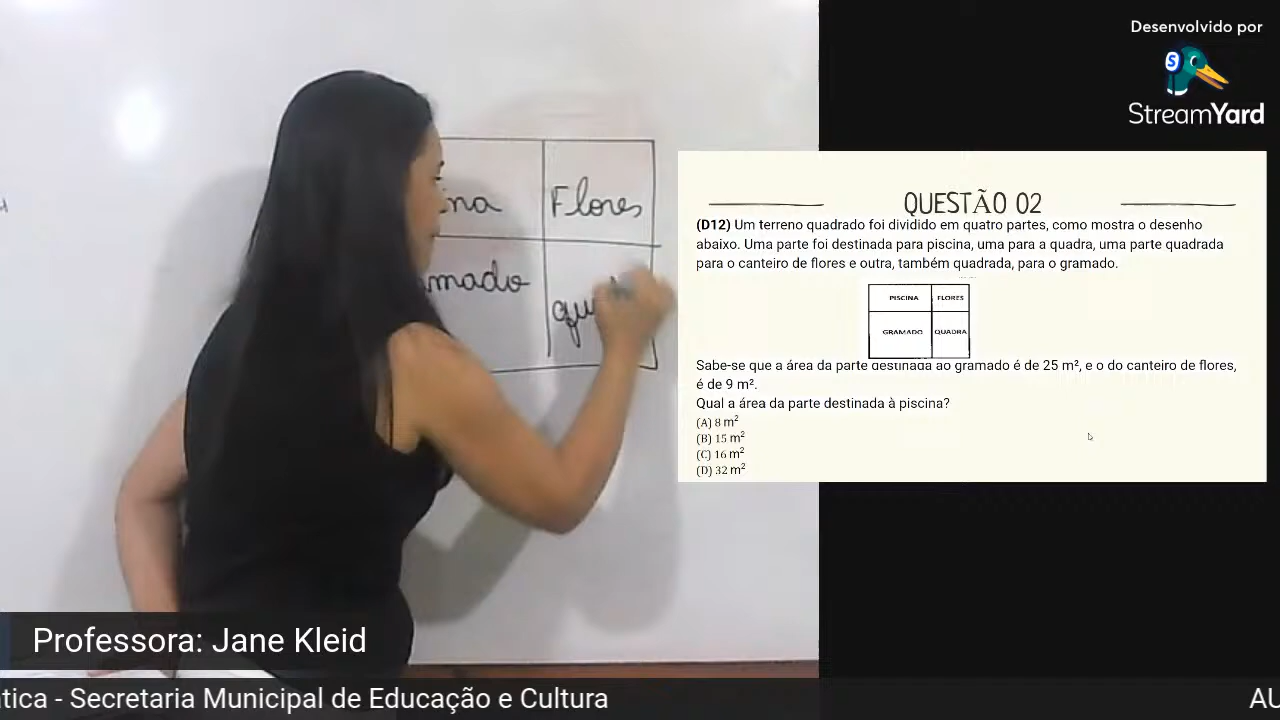 Desenvolvido por
StreamYard
Flores
QUESTÃO 02
(D12) Um terreno quadrado foi dividido em quatro partes, como mostra o desenho
abaixo. Uma parte foi destinada para piscina, uma para a quadra, uma parte quadrada
para o canteiro de flores e outra, também quadrada, para o gramado.
PISCINA FLORES
GRAMADO QUADRA
Sabe-se que a área da parte destinada ao gramado é de 25 m², e o do canteiro de flores,
é de 9 m².
Qual a área da parte destinada à piscina?
(A) 8 m²
(B) 15 m²
(C) 16 m²
(D) 32 m²
Professora: Jane Kleid
ática - Secretaria Municipal de Educação e Cultura
AU